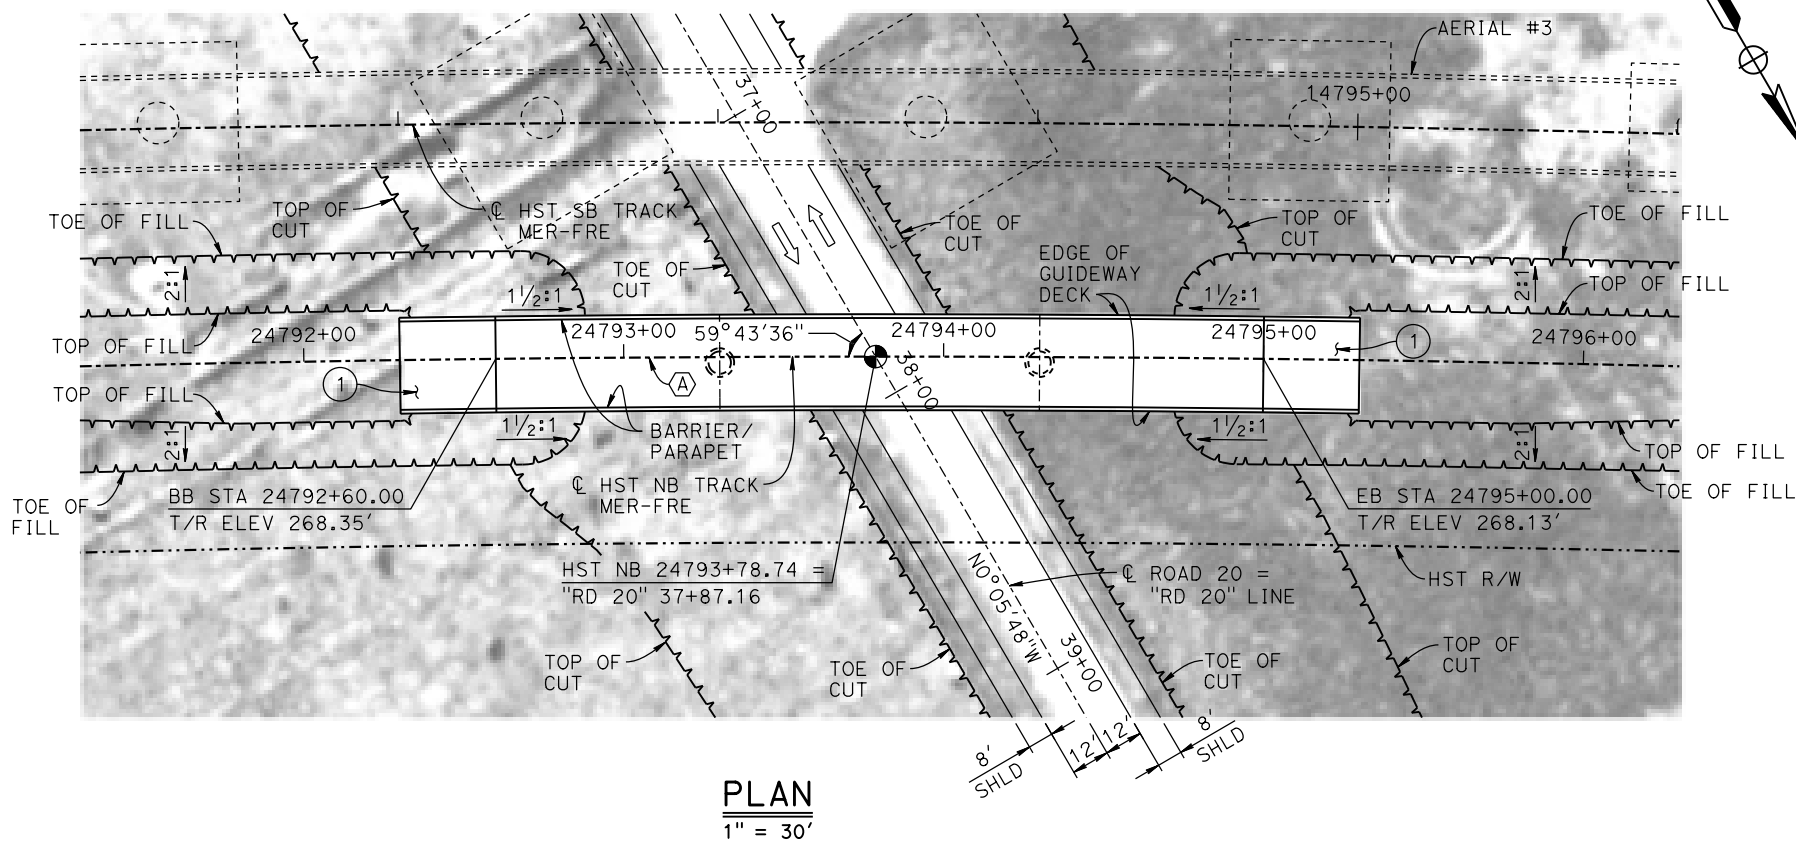 AERIAL #3
37+00
14795+00
TOE OF FILL
TOP OF
CUT
℄ HST SB TRACK
MER-FRE
TOE OF
CUT
TOP OF
CUT
TOE OF FILL
TOE OF
CUT
EDGE OF
GUIDEWAY
DECK
2:1
1½:1
1½:1
2:1
TOP OF FILL
TOP OF FILL
24792+00
24793+00
59°43'36"
24794+00
24795+00
24796+00
1
1
A
38+00
TOP OF FILL
2:1
1½:1
BARRIER/
PARAPET
1½:1
2:1
TOP OF FILL
TOE OF
FILL
BB STA 24792+60.00
T/R ELEV 268.35'
℄ HST NB TRACK
MER-FRE
EB STA 24795+00.00
T/R ELEV 268.13'
TOE OF FILL
HST NB 24793+78.74 =
"RD 20" 37+87.16
N0°05'48"W
℄ ROAD 20 =
"RD 20" LINE
HST R/W
39+00
TOP OF
CUT
TOE OF
CUT
TOE OF
CUT
TOP OF
CUT
8'
SHLD
12'
12'
8'
SHLD
PLAN
1" = 30'